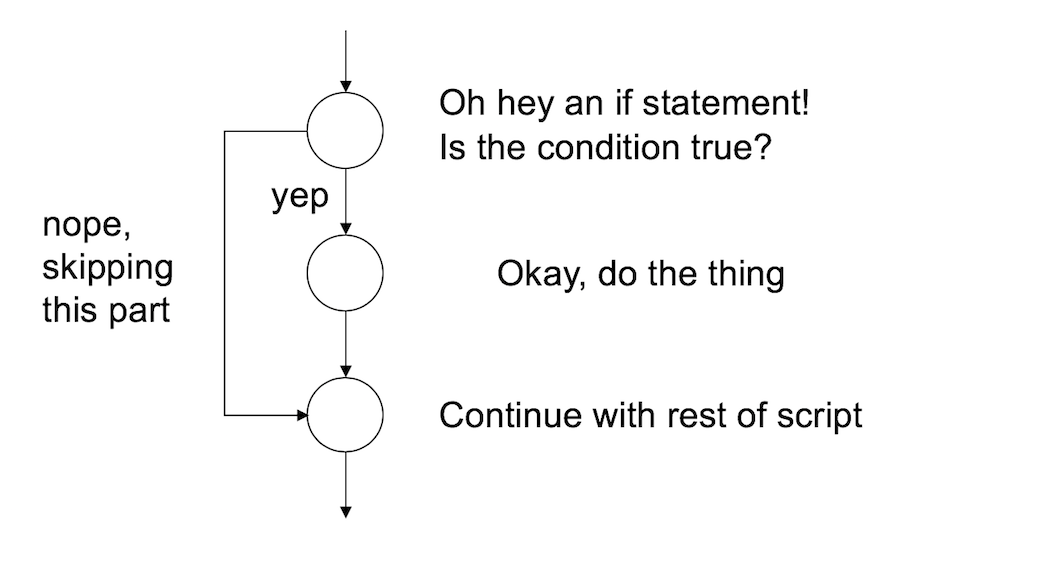 Oh hey an if statement!
Is the condition true?
yep
nope,
skipping
this part
Okay, do the thing
Continue with rest of script